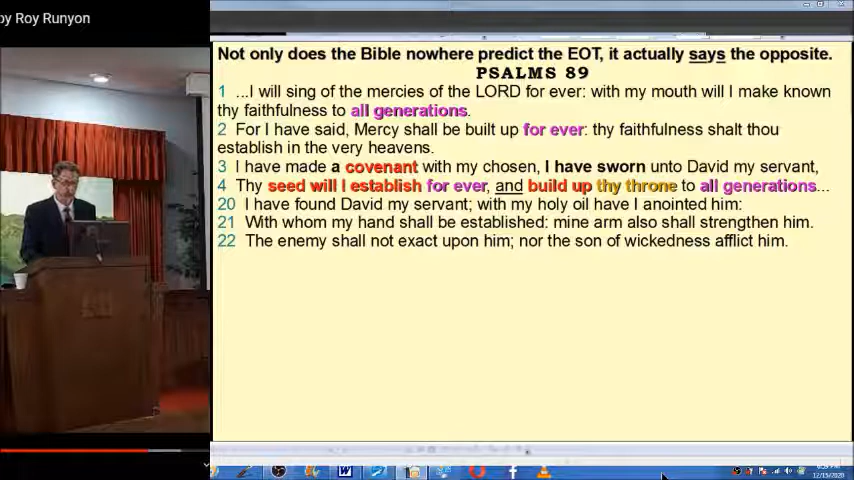 by Roy Runyon
Not only does the Bible nowhere predict the EOT, it actually says the opposite.
PSALMS 89
1 ...I will sing of the mercies of the LORD for ever: with my mouth will I make known
thy faithfulness to all generations.
2 For I have said, Mercy shall be built up for ever: thy faithfulness shalt thou
establish in the very heavens.
3 I have made a covenant with my chosen, I have sworn unto David my servant,
4 Thy seed will I establish for ever, and build up thy throne to all generations...
20 I have found David my servant; with my holy oil have I anointed him:
21 With whom my hand shall be established: mine arm also shall strengthen him.
22 The enemy shall not exact upon him; nor the son of wickedness afflict him.